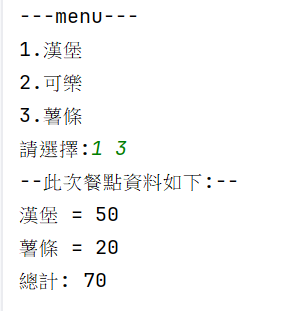 ---menu---
1.漢堡
2.可樂
3.薯條
請選擇:1 3
--此次餐點資料如下:--
漢堡 = 50
薯條 = 20
總計: 70